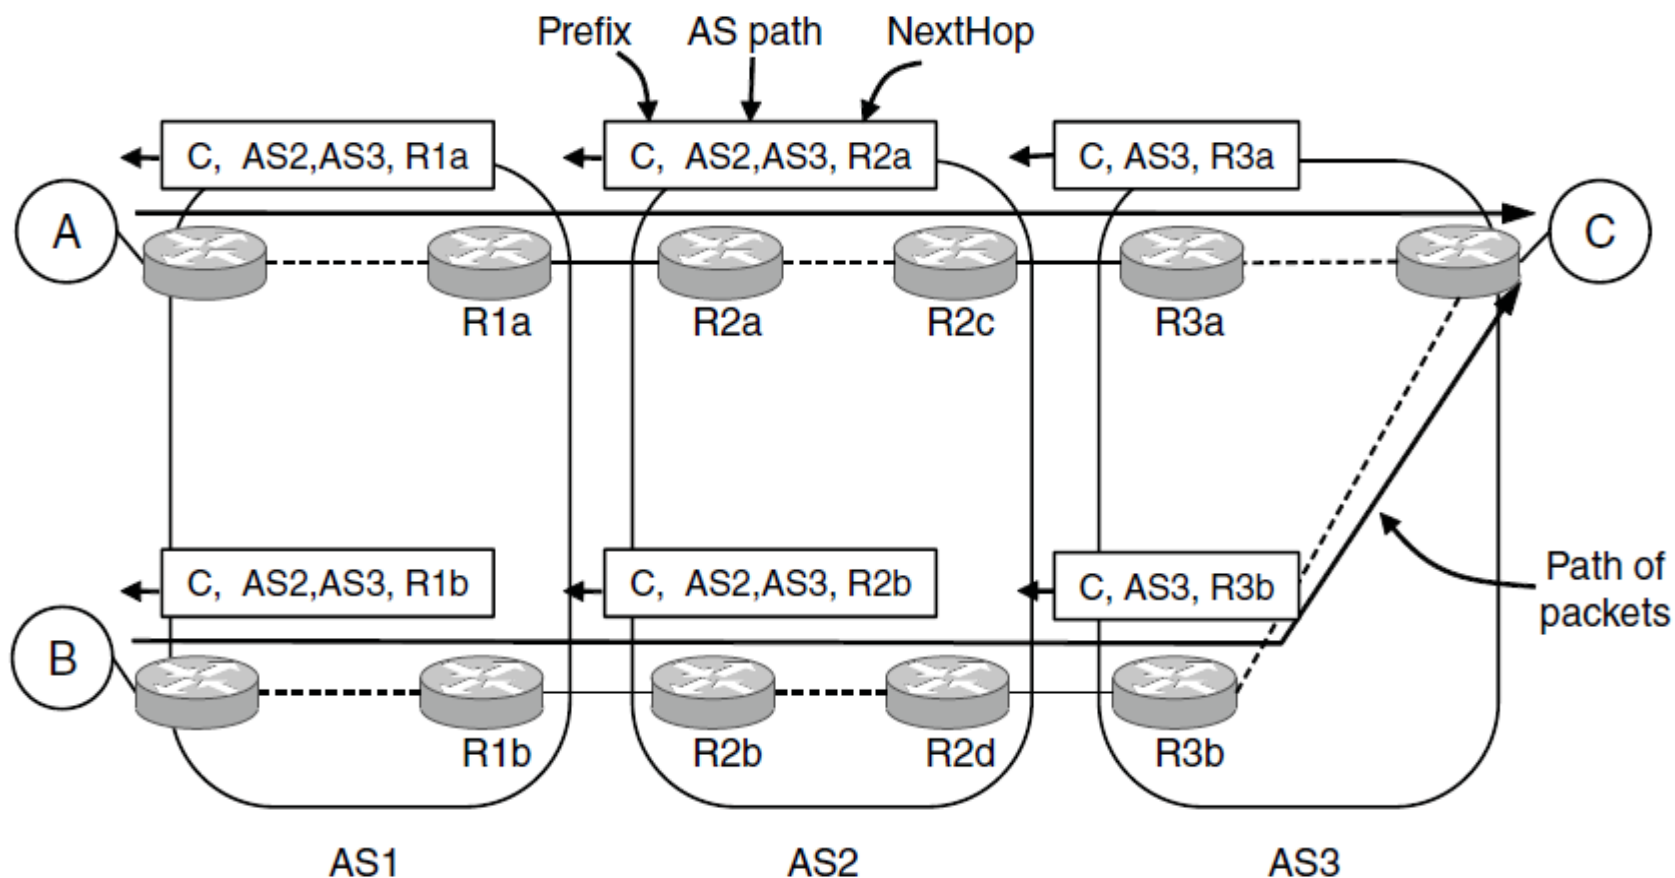 Prefix AS path NextHop
C, AS2,AS3, R1a
C, AS2,AS3, R2a
C, AS3, R3a
A
C
R1a
R2a
R2c
R3a
C, AS2,AS3, R1b
C, AS2,AS3, R2b
C, AS3, R3b
Path of
packets
B
R1b
R2b
R2d
R3b
AS1
AS2
AS3